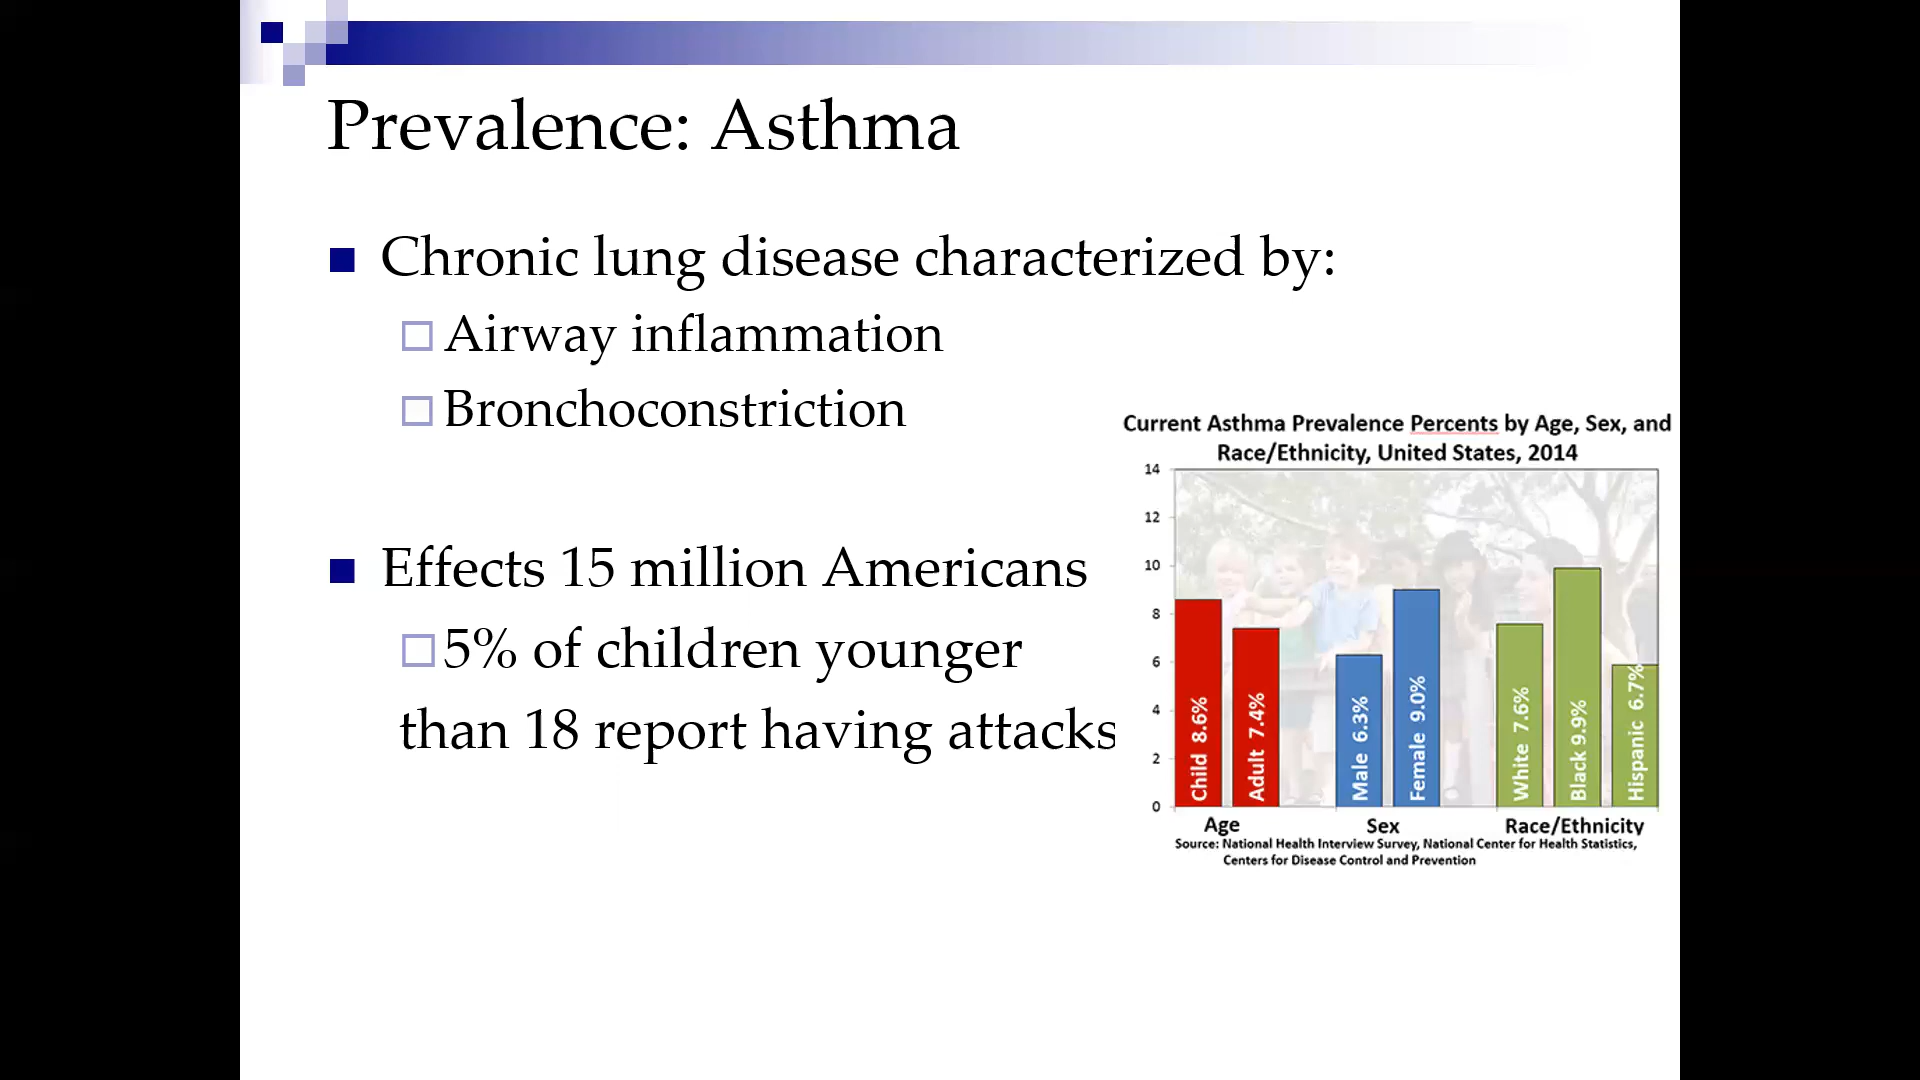 Prevalence: Asthma
Chronic lung disease characterized by:
Airway inflammation
Bronchoconstriction
Effects 15 million Americans
5% of children younger
than 18 report having attacks
Current Asthma Prevalence Percents by Age, Sex, and
Race/Ethnicity, United States, 2014
14
12
10
8
6
4
2
0
Child 8.6%
Adult 7.4%
Male 6.3%
Female 9.0%
White 7.6%
Black 9.9%
Hispanic 6.7%
Age
Sex
Race/Ethnicity
Source: National Health Interview Survey, National Center for Health Statistics,
Centers for Disease Control and Prevention